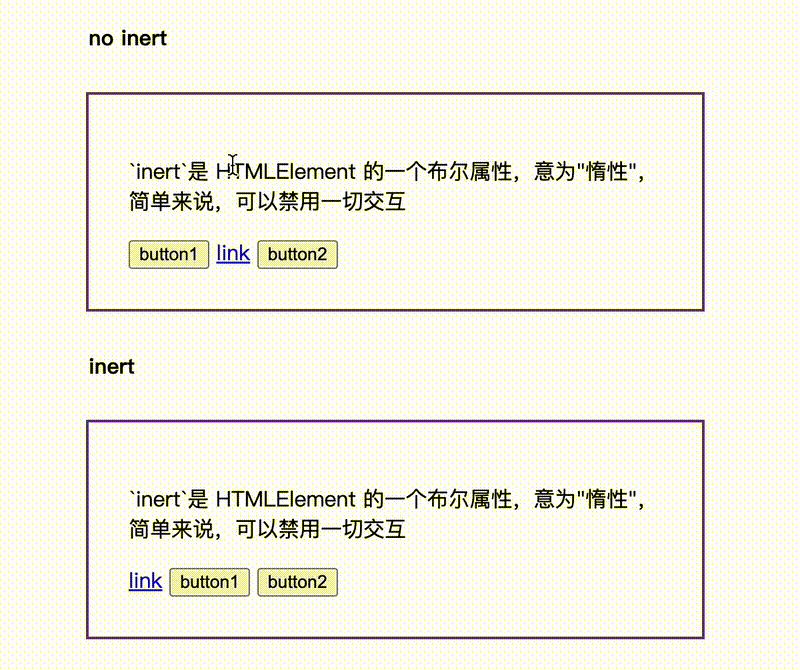 no inert
`inert`是 HTMLElement 的一个布尔属性，意为"惰性"，
简单来说，可以禁用一切交互
button1 link button2
inert
`inert`是 HTMLElement 的一个布尔属性，意为"惰性"，
简单来说，可以禁用一切交互
link button1 button2